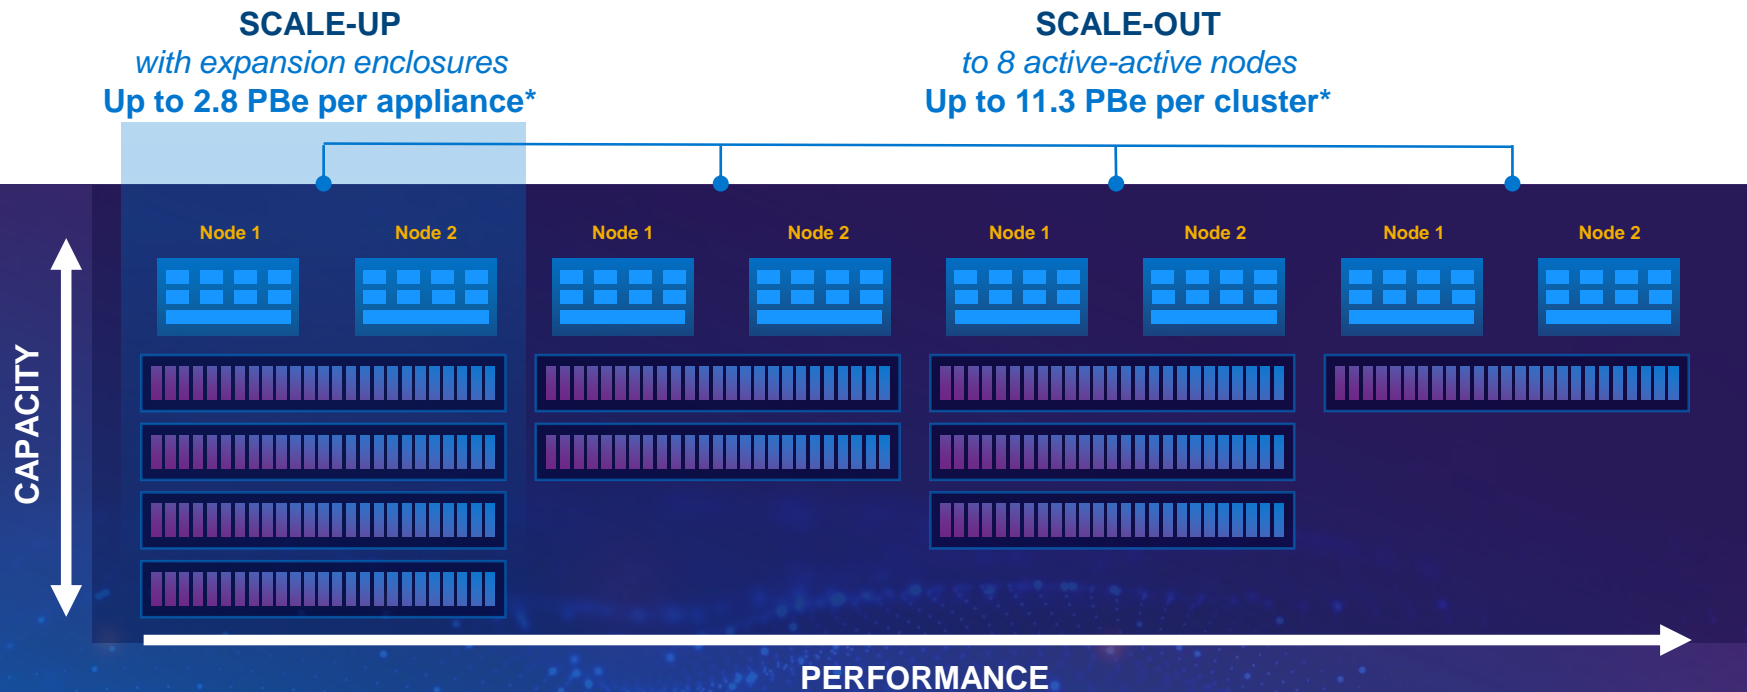 SCALE-UP
with expansion enclosures
Up to 2.8 PBe per appliance*
SCALE-OUT
to 8 active-active nodes
Up to 11.3 PBe per cluster*
Node 1
Node 2
Node 1
Node 2
Node 1
Node 2
Node 1
Node 2
CAPACITY
PERFORMANCE